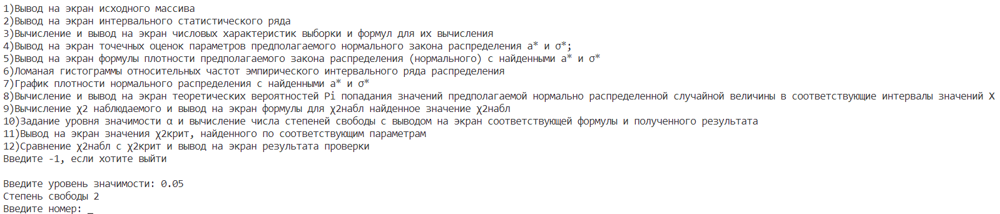 1)Вывод на экран исходного массива
2)Вывод на экран интервального статистического ряда
3)Вычисление и вывод на экран числовых характеристик выборки и формул для их вычисления
4)Вывод на экран точечных оценок параметров предполагаемого нормального закона распределения a* и σ*;
5)Вывод на экран формулы плотности предполагаемого закона распределения (нормального) с найденными a* и σ*
6)Ломаная гистограммы относительных частот эмпирического интервального ряда распределения
7)График плотности нормального распределения с найденными a* и σ*
8)Вычисление и вывод на экран теоретических вероятностей Pi попадания значений предполагаемой нормально распределенной случайной величины в соответствующие интервалы значений X
9)Вычисление χ2 наблюдаемого и вывод на экран формулы для χ2набл найденное значение χ2набл
10)Задание уровня значимости α и вычисление числа степеней свободы с выводом на экран соответствующей формулы и полученного результата
11)Вывод на экран значения χ2крит, найденного по соответствующим параметрам
12)Сравнение χ2набл с χ2крит и вывод на экран результата проверки
Введите -1, если хотите выйти
Введите уровень значимости: 0.05
Степень свободы 2
Введите номер: _